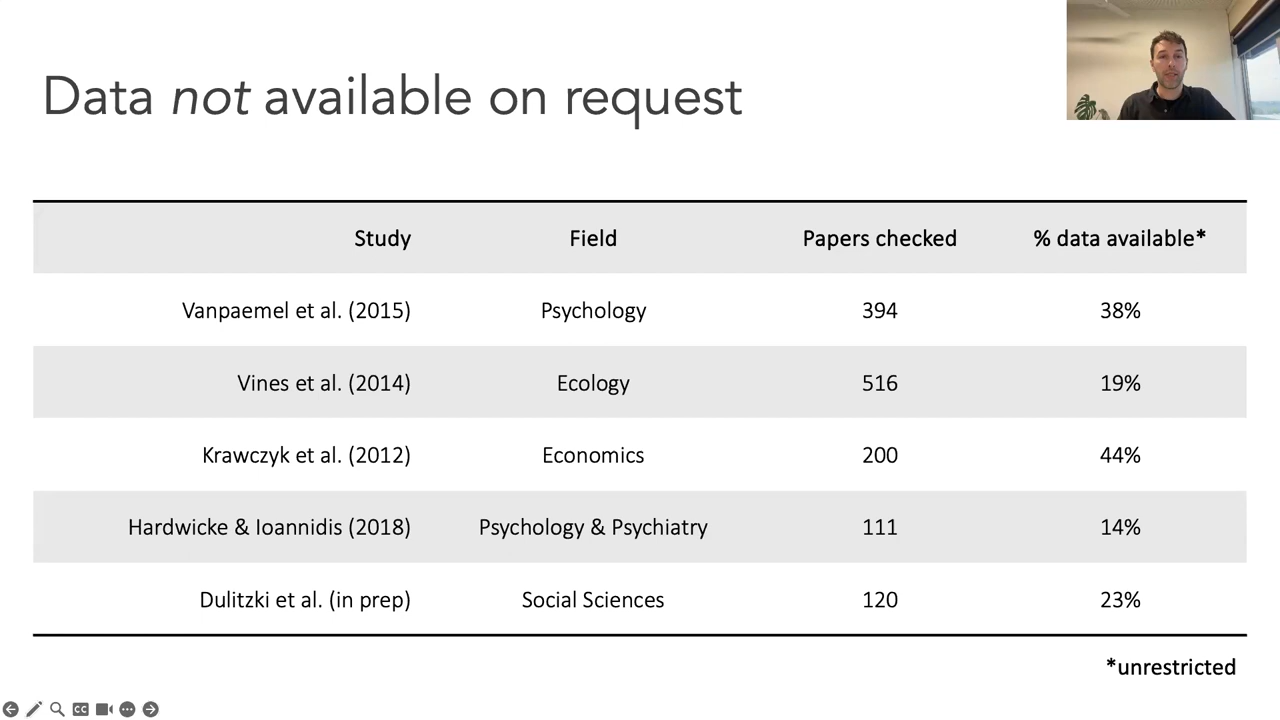 Data not available on request
Study Field Papers checked % data available*
Vanpaemel et al. (2015) Psychology 394 38%
Vines et al. (2014) Ecology 516 19%
Krawczyk et al. (2012) Economics 200 44%
Hardwicke & Ioannidis (2018) Psychology & Psychiatry 111 14%
Dulitzki et al. (in prep) Social Sciences 120 23%
*unrestricted
CC